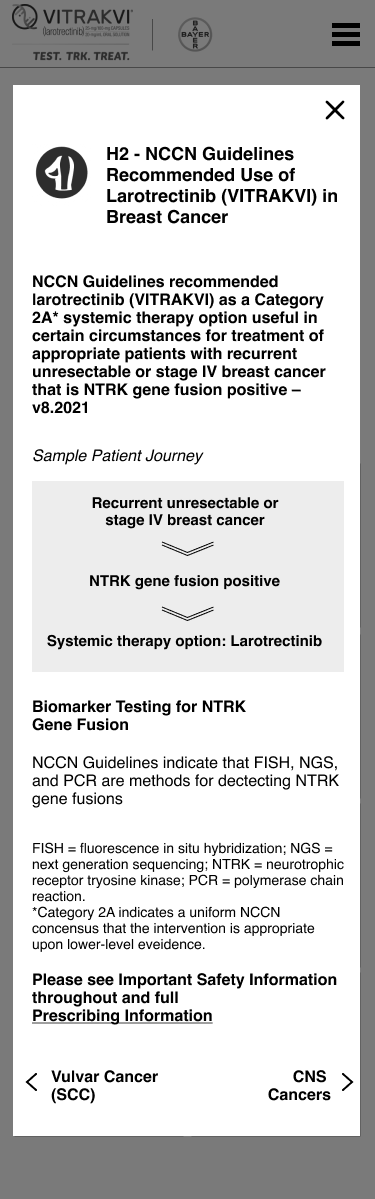 VITRAKVI
(larotrectinib)
TEST. TRK. TREAT.
BAYER
BAYER
H2 - NCCN Guidelines
Recommended Use of
Larotrectinib (VITRAKVI) in
Breast Cancer
NCCN Guidelines recommended
larotrectinib (VITRAKVI) as a Category
2A* systemic therapy option useful in
certain circumstances for treatment of
appropriate patients with recurrent
unresectable or stage IV breast cancer
that is NTRK gene fusion positive –
v8.2021
Sample Patient Journey
Recurrent unresectable or
stage IV breast cancer
NTRK gene fusion positive
Systemic therapy option: Larotrectinib
Biomarker Testing for NTRK
Gene Fusion
NCCN Guidelines indicate that FISH, NGS,
and PCR are methods for dectecting NTRK
gene fusions
FISH = fluorescence in situ hybridization; NGS =
next generation sequencing; NTRK = neurotrophic
receptor tryosine kinase; PCR = polymerase chain
reaction.
*Category 2A indicates a uniform NCCN
concensus that the intervention is appropriate
upon lower-level eveidence.
Please see Important Safety Information
throughout and full
Prescribing Information
Vulvar Cancer
(SCC)
CNS
Cancers